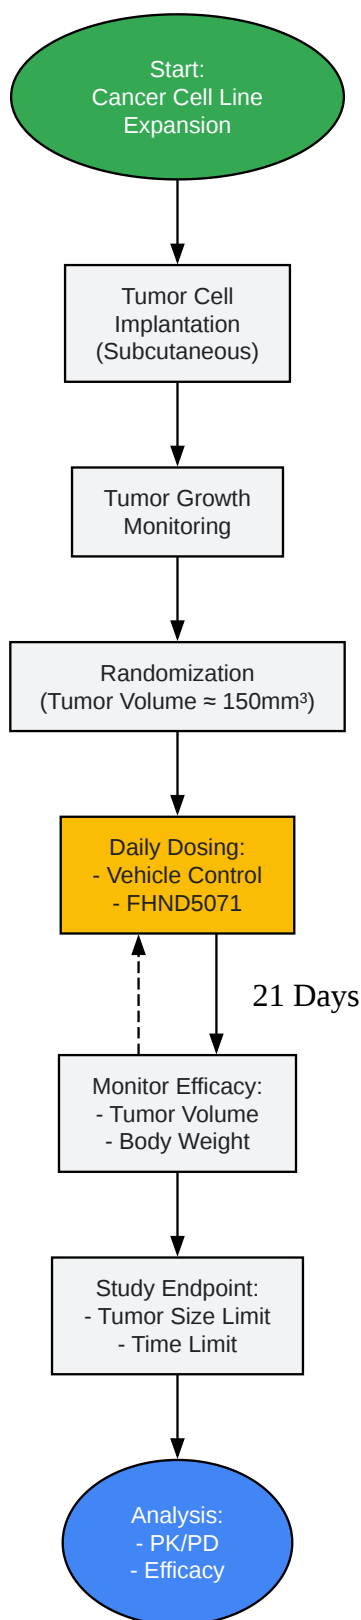 Start:
Cancer Cell Line
Expansion
Tumor Cell
Implantation
(Subcutaneous)
Tumor Growth
Monitoring
Randomization
(Tumor Volume ≈ 150mm³)
Daily Dosing:
- Vehicle Control
- FHND5071
21 Days
Monitor Efficacy:
- Tumor Volume
- Body Weight
Study Endpoint:
- Tumor Size Limit
- Time Limit
Analysis:
- PK/PD
- Efficacy